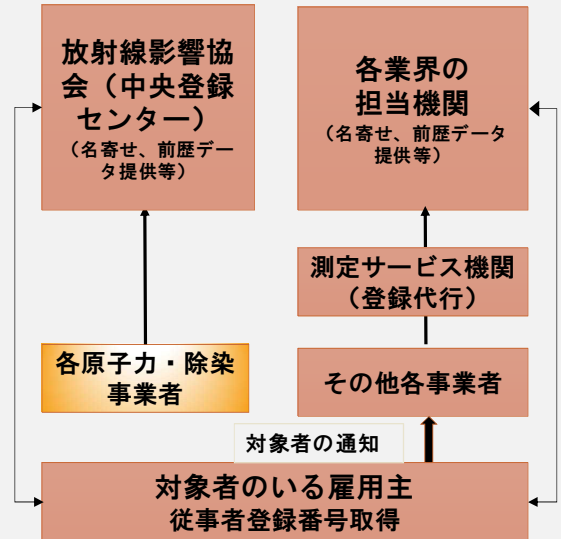 放射線影響協
会（中央登録
センター）
（名寄せ、前歴デー
タ提供等）
各業界の
担当機関
（名寄せ、前歴データ
提供等）
測定サービス機関
（登録代行）
各原子力・除染
事業者
その他各事業者
対象者の通知
対象者のいる雇用主
従事者登録番号取得